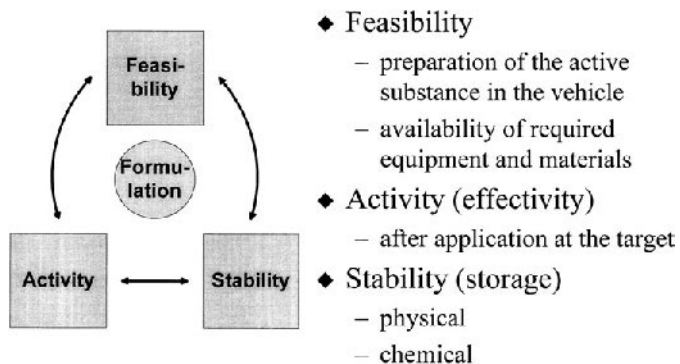 Feasi-
bility
Formu-
lation
Activity
Stability
◆ Feasibility
– preparation of the active
substance in the vehicle
– availability of required
equipment and materials
◆ Activity (effectivity)
– after application at the target
◆ Stability (storage)
– physical
– chemical